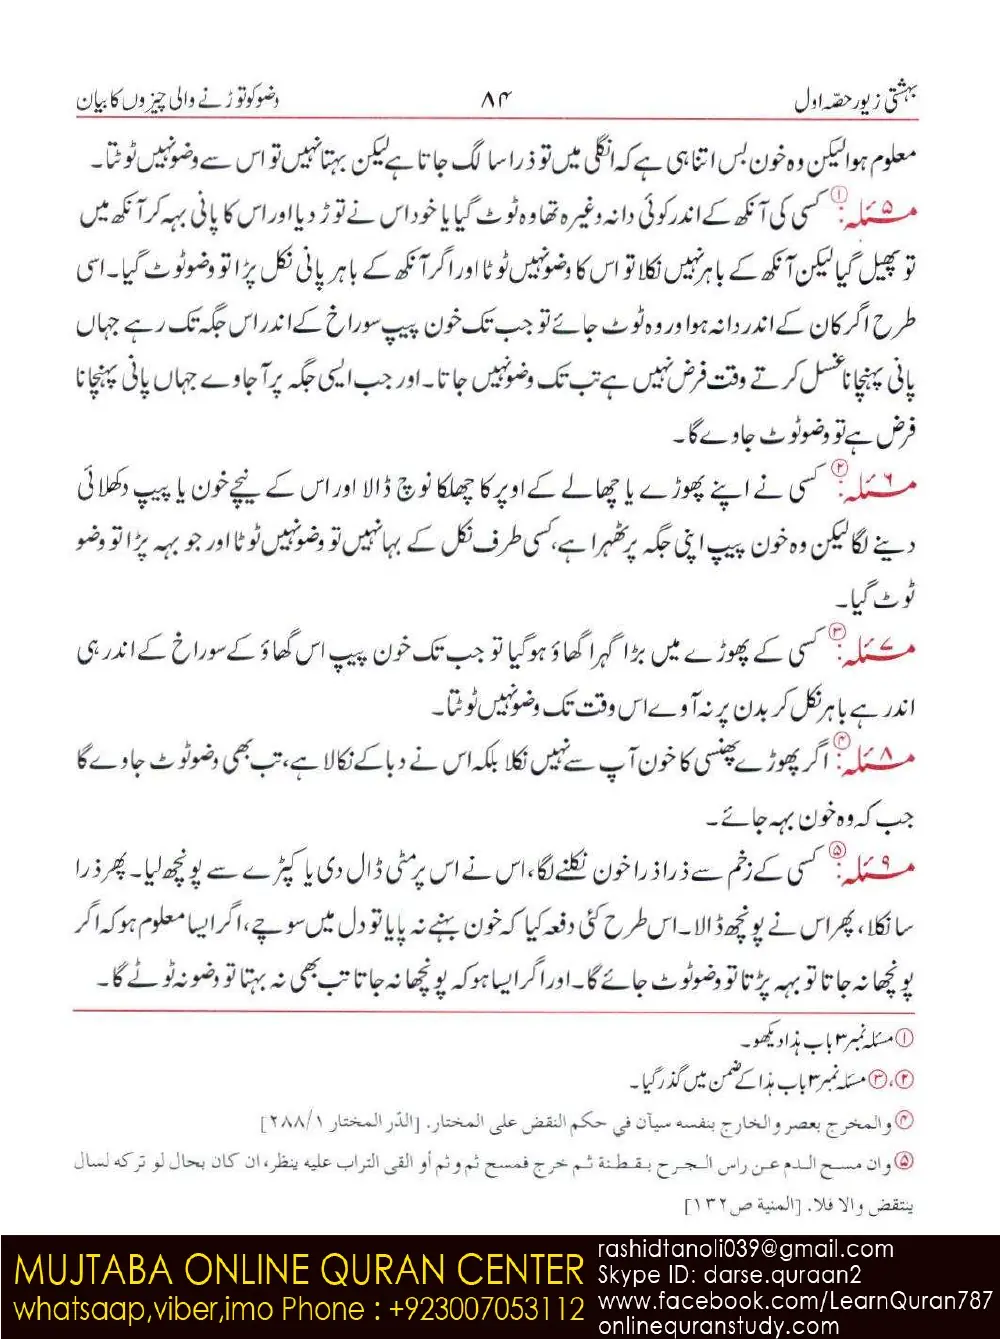 بہشتی زیور حصّہ اول ۸۴ وضو کو توڑنے والی چیزوں کا بیان
معلوم ہوا لیکن وہ خون بس اتنا ہی ہے کہ انگلی میں تو ذرا سا لگ جاتا ہے لیکن بہتا نہیں تو اس سے وضو نہیں ٹوٹتا۔
مسئلہ ۵:① کسی کی آنکھ کے اندر کوئی دانہ وغیرہ تھا وہ ٹوٹ گیا یا خود اس نے توڑ دیا اور اس کا پانی بہہ کر آنکھ میں
تو پھیل گیا لیکن آنکھ کے باہر نہیں نکلا تو اس کا وضو نہیں ٹوٹا اور اگر آنکھ کے باہر پانی نکل پڑا تو وضو ٹوٹ گیا۔ اسی
طرح اگر کان کے اندر دانہ ہو اور وہ ٹوٹ جائے تو جب تک خون پیپ سوراخ کے اندر اس جگہ تک رہے جہاں
پانی پہنچانا غسل کرتے وقت فرض نہیں ہے تب تک وضو نہیں جاتا۔ اور جب ایسی جگہ پر آ جاوے جہاں پانی پہنچانا
فرض ہے تو وضو ٹوٹ جاوے گا۔
مسئلہ ۶:② کسی نے اپنے پھوڑے یا چھالے کے اوپر کا چھلکا نوچ ڈالا اور اس کے نیچے خون یا پیپ دکھلائی
دینے لگا لیکن وہ خون پیپ اپنی جگہ پر ٹھہرا ہے، کسی طرف نکل کے بہا نہیں تو وضو نہیں ٹوٹا اور جو بہہ پڑا تو وضو
ٹوٹ گیا۔
مسئلہ ۷:③ کسی کے پھوڑے میں بڑا گہرا گھاؤ ہو گیا تو جب تک خون پیپ اس گھاؤ کے سوراخ کے اندر ہی
اندر ہے باہر نکل کر بدن پر نہ آوے اس وقت تک وضو نہیں ٹوٹتا۔
مسئلہ ۸:④ اگر پھوڑے پھنسی کا خون آپ سے نہیں نکلا بلکہ اس نے دبا کے نکالا ہے، تب بھی وضو ٹوٹ جاوے گا
جب کہ وہ خون بہہ جائے۔
مسئلہ ۹:⑤ کسی کے زخم سے ذرا ذرا خون نکلنے لگا، اس نے اس پر مٹی ڈال دی یا کپڑے سے پونچھ لیا۔ پھر ذرا
سا نکلا، پھر اس نے پونچھ ڈالا۔ اس طرح کئی دفعہ کیا کہ خون بہنے نہ پایا تو دل میں سوچے، اگر ایسا معلوم ہو کہ اگر
پونچھا نہ جاتا تو بہہ پڑتا تو وضو ٹوٹ جائے گا۔ اور اگر ایسا ہو کہ پونچھا نہ جاتا تب بھی نہ بہتا تو وضو نہ ٹوٹے گا۔
① مسئلہ نمبر ۳ باب ہذا دیکھو۔
②،③ مسئلہ نمبر ۳ باب ہذا کے ضمن میں گذر گیا۔
④ والمخرج بعصر والخارج بنفسه سيآن في حكم النقض على المختار. [الدّر المختار ۲۸۸/۱]
⑤ وان مسح الدم عن راس الجرح بقطنة ثم خرج فمسح ثم وثم أو القى التراب عليه ينظر، ان كان بحال لو تركه لسال
ينتقض والا فلا. [المنية ص ۱۳۲]
MUJTABA ONLINE QURAN CENTER
whatsaap,viber,imo Phone : +923007053112
rashidtanoli039@gmail.com
Skype ID: darse.quraan2
www.facebook.com/LearnQuran787
onlinequranstudy.com